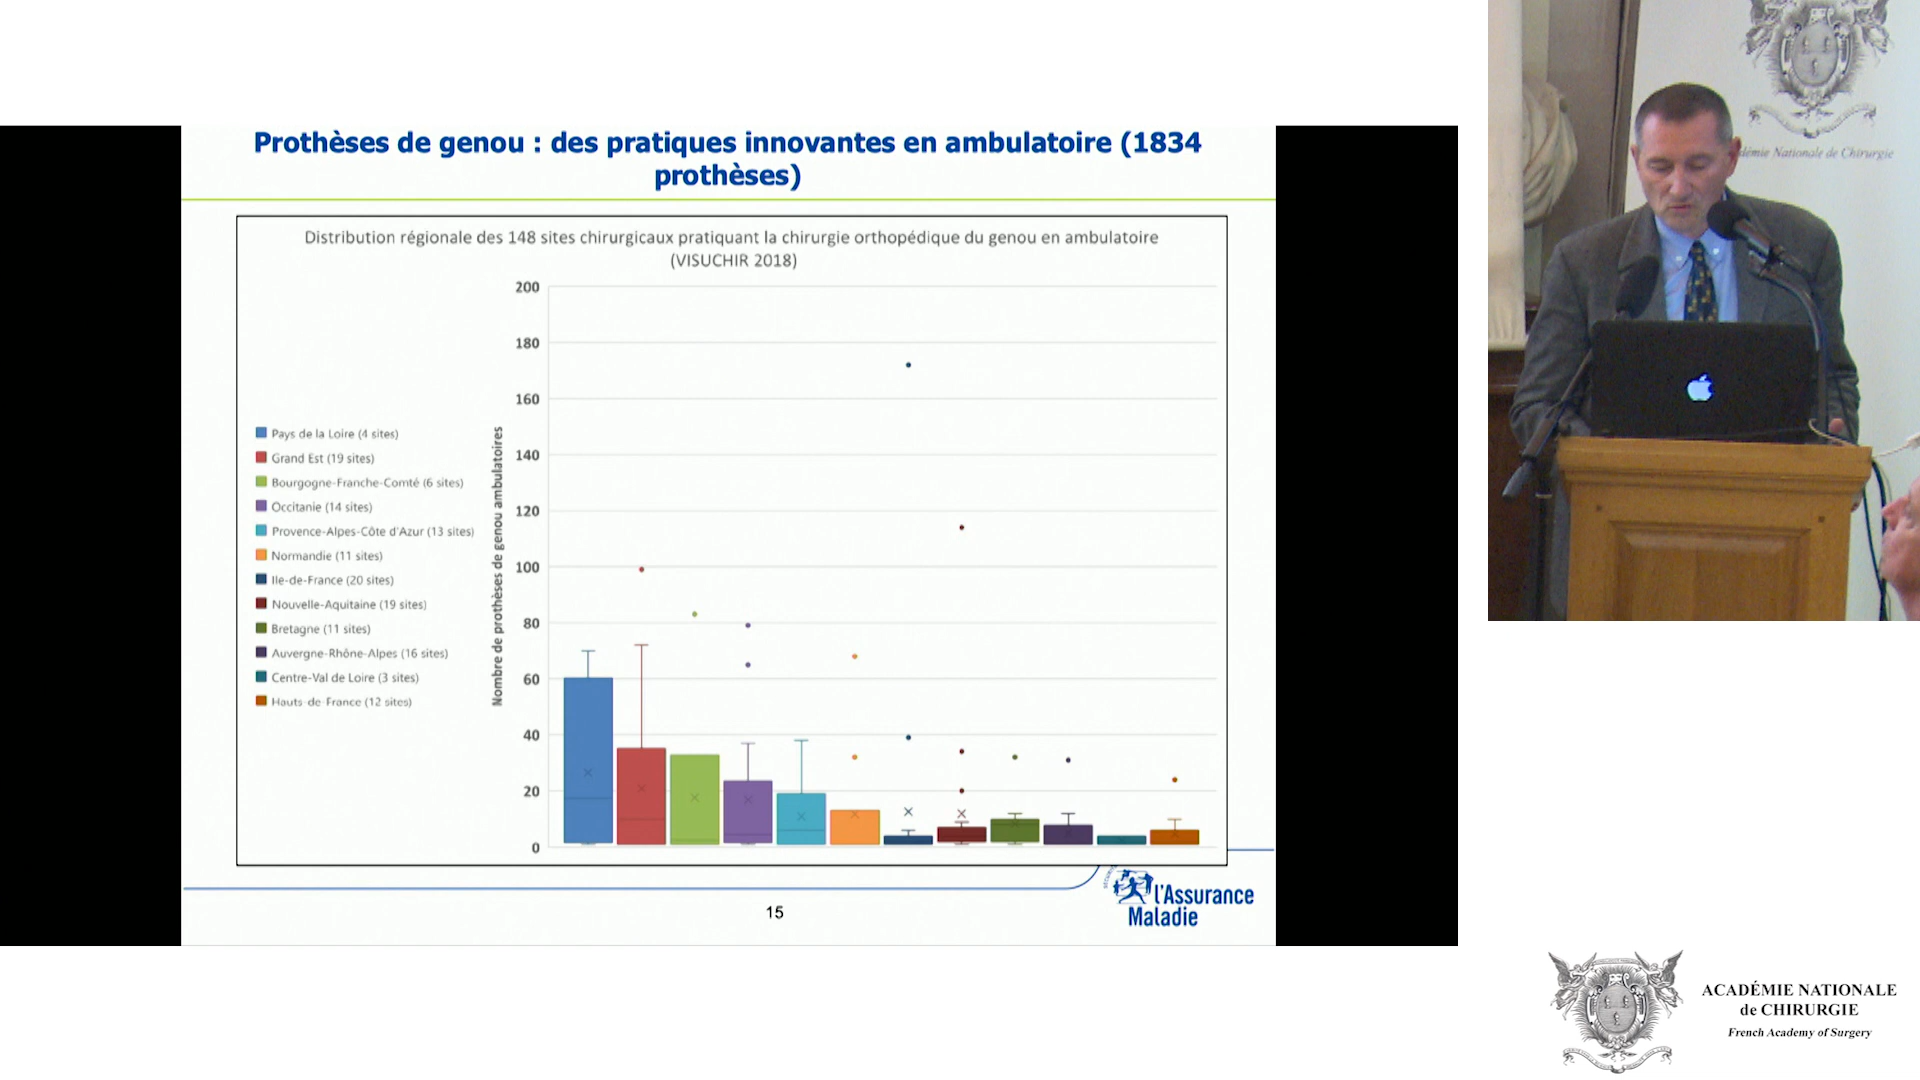 Prothèses de genou : des pratiques innovantes en ambulatoire (1834
prothèses)
Distribution régionale des 148 sites chirurgicaux pratiquant la chirurgie orthopédique du genou en ambulatoire
(VISUCHIR 2018)
Nombre de prothèses de genou ambulatoires
200
180
160
140
120
100
80
60
40
20
0
Pays de la Loire (4 sites)
Grand Est (19 sites)
Bourgogne-Franche-Comté (6 sites)
Occitanie (14 sites)
Provence-Alpes-Côte d'Azur (13 sites)
Normandie (11 sites)
Ile-de-France (20 sites)
Nouvelle-Aquitaine (19 sites)
Bretagne (11 sites)
Auvergne-Rhône-Alpes (16 sites)
Centre-Val de Loire (3 sites)
Hauts-de-France (12 sites)
15
l'Assurance
Maladie
démie Nationale de Chirurgie
ACADÉMIE NATIONALE
de CHIRURGIE
French Academy of Surgery